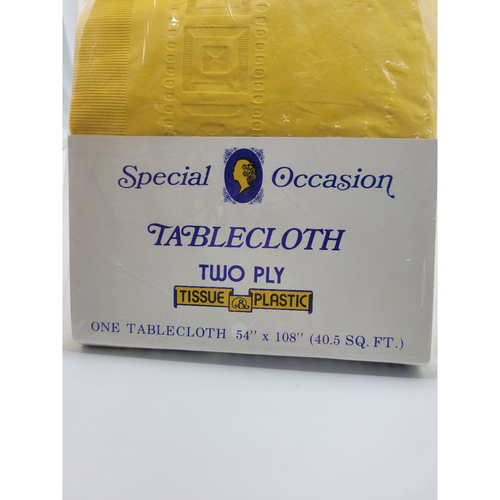 Special Occasion
TABLECLOTH
TWO PLY
TISSUE & PLASTIC
ONE TABLECLOTH 54" x 108" (40.5 SQ. FT.)